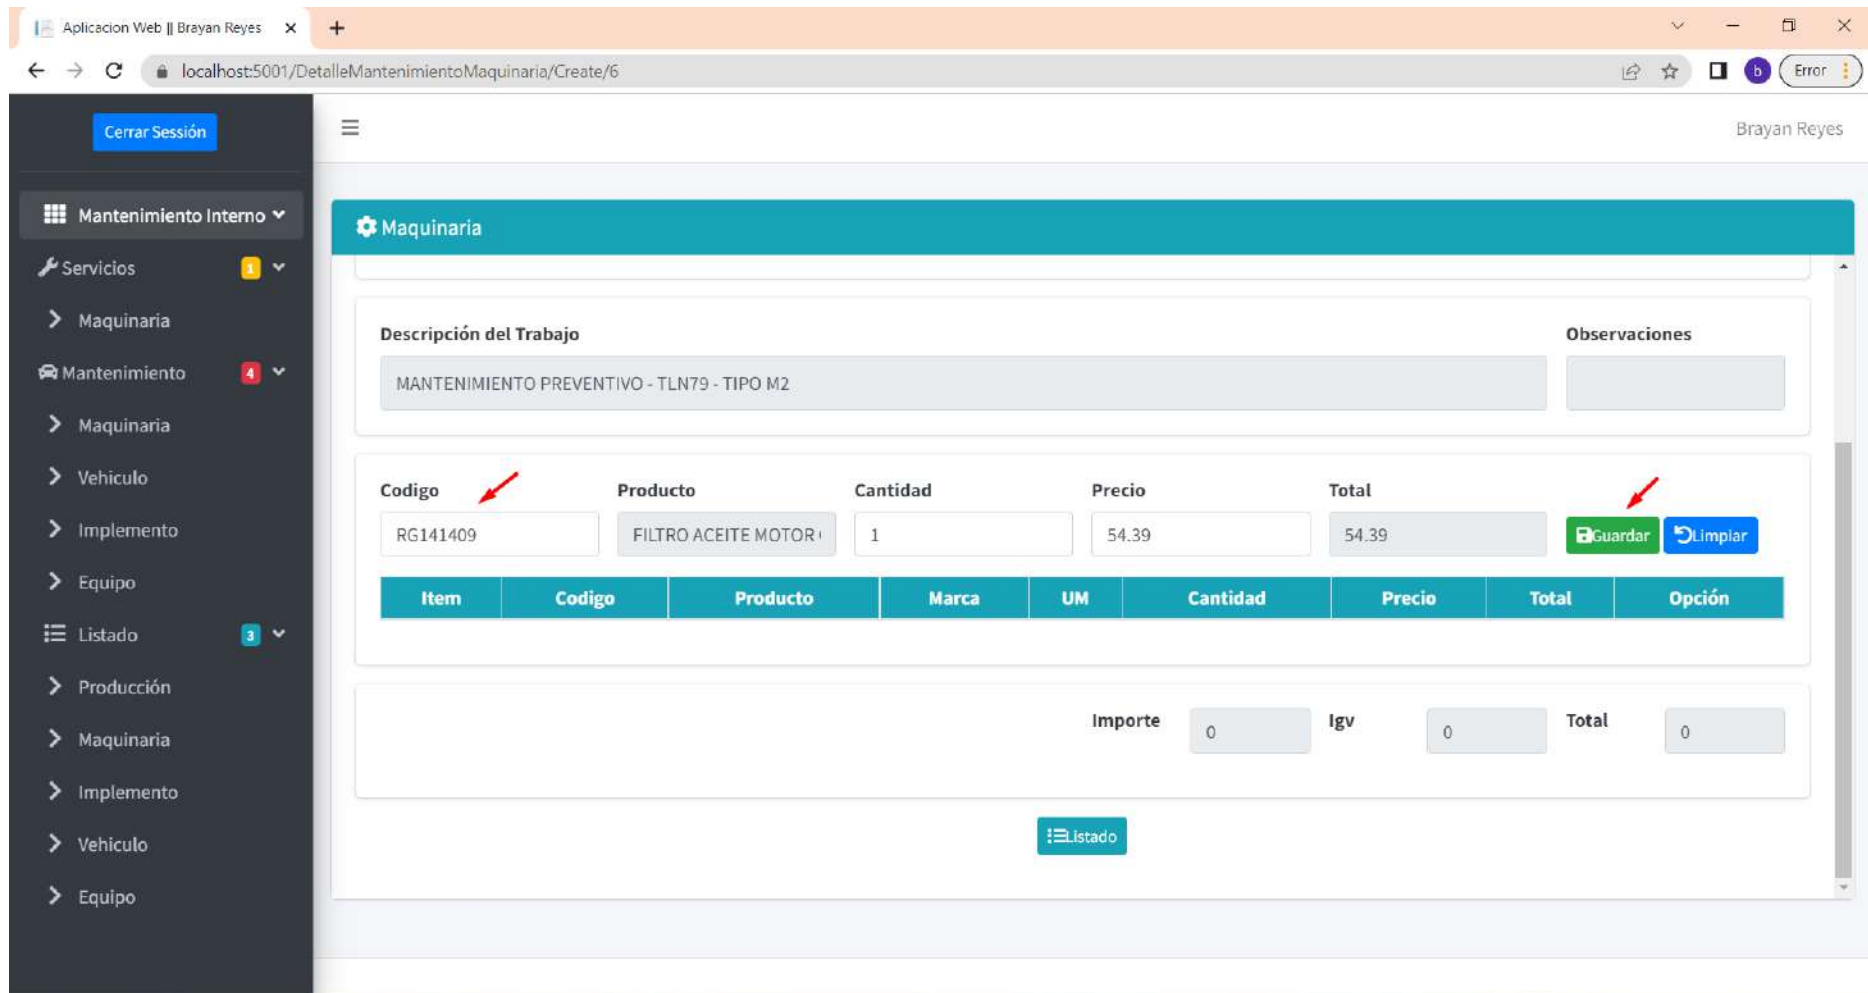 Aplicacion Web || Brayan Reyes
localhost:5001/DetalleMantenimientoMaquinaria/Create/6
b
Error
Cerrar Sessión
Brayan Reyes
Mantenimiento Interno
Servicios 1
Maquinaria
Mantenimiento 4
Maquinaria
Vehiculo
Implemento
Equipo
Listado 3
Producción
Maquinaria
Implemento
Vehiculo
Equipo
Maquinaria
Descripción del Trabajo Observaciones
MANTENIMIENTO PREVENTIVO - TLN79 - TIPO M2
Codigo Producto Cantidad Precio Total
RG141409 FILTRO ACEITE MOTOR 1 54.39 54.39 Guardar Limpiar
Item Codigo Producto Marca UM Cantidad Precio Total Opción
Importe 0 Igv 0 Total 0
Listado